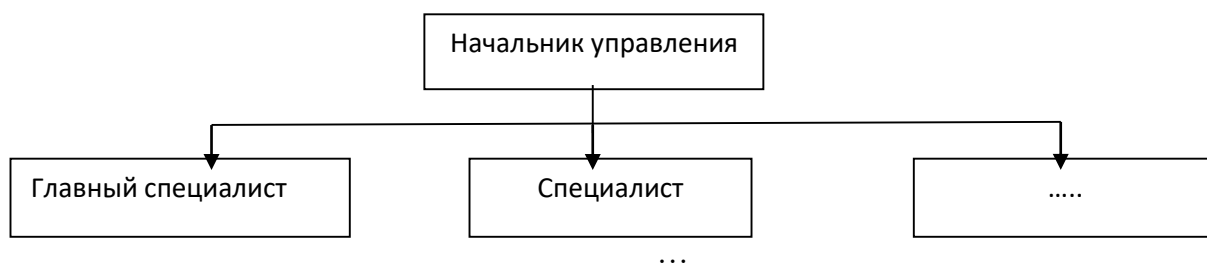 Начальник управления
Главный специалист
Специалист
.....
...